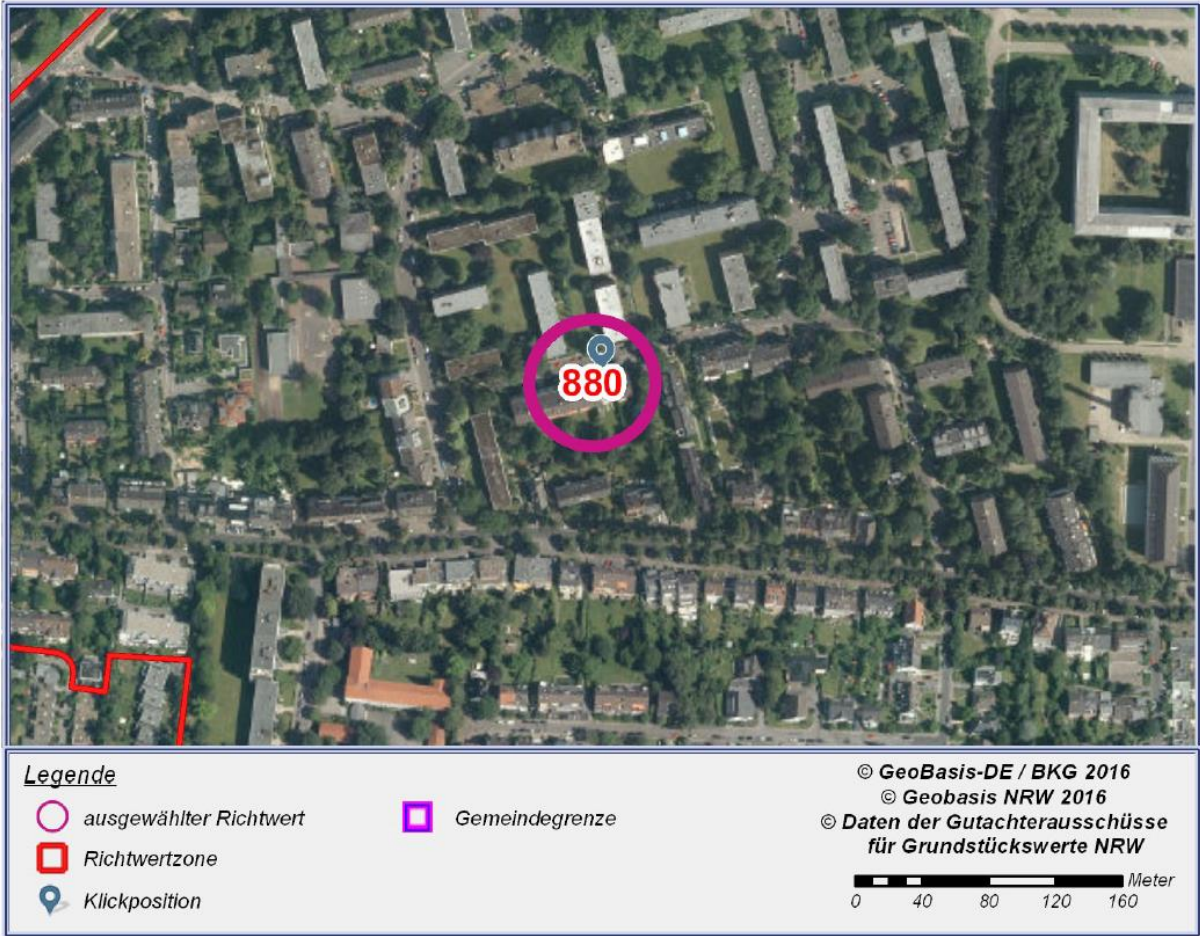 880
Legende
ausgewählter Richtwert
Gemeindegrenze
Richtwertzone
Klickposition
© GeoBasis-DE / BKG 2016
© Geobasis NRW 2016
© Daten der Gutachterausschüsse
für Grundstückswerte NRW
Meter
0 40 80 120 160